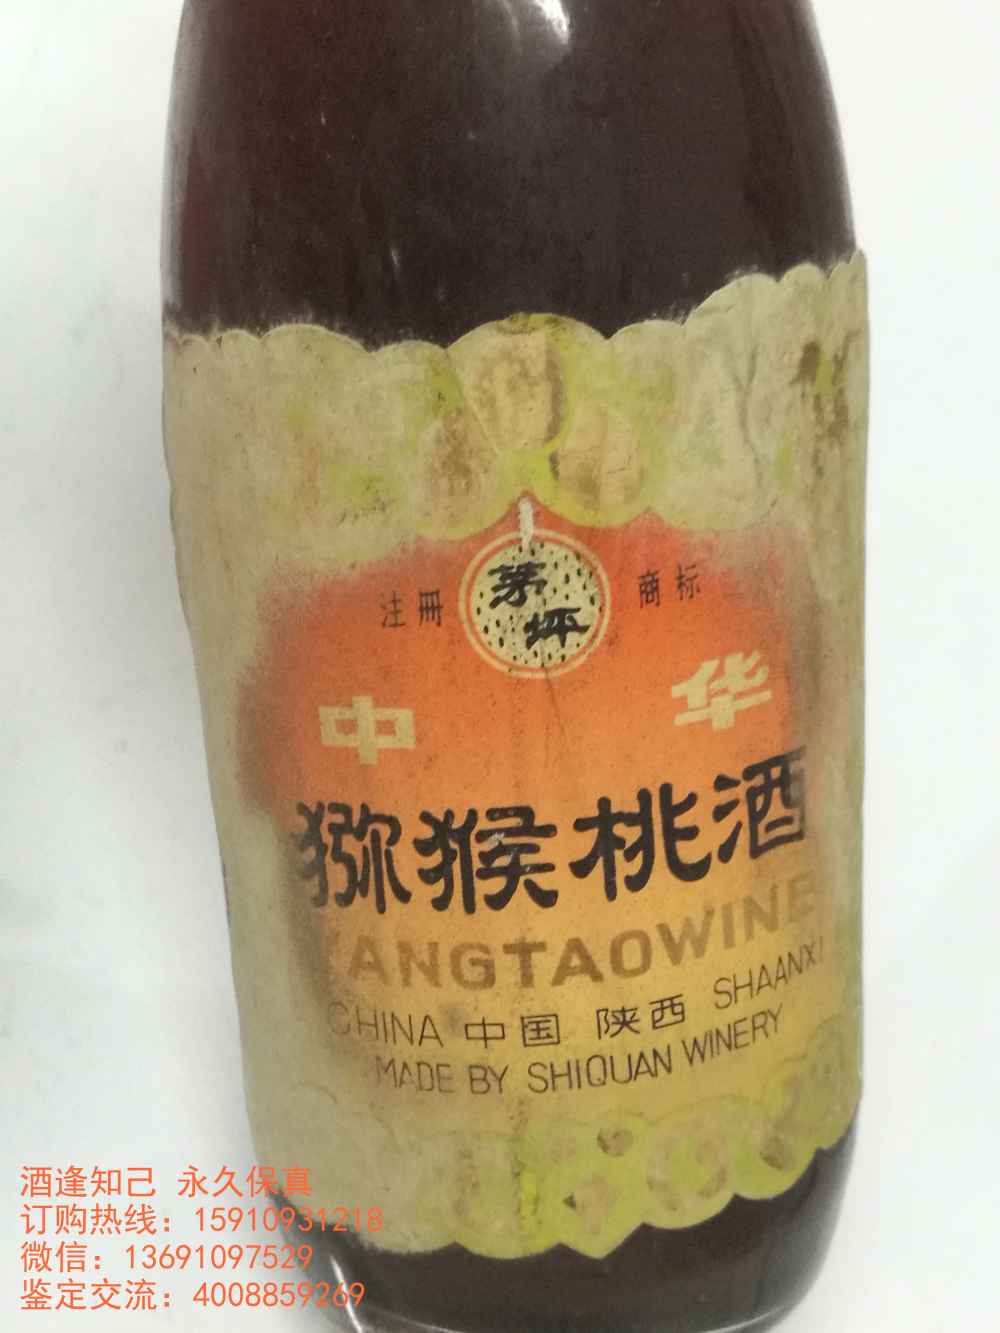 茅
坪
注册 商标
中 华
猕猴桃酒
YANGTAOWINE
CHINA 中国 陕西 SHAANXI
MADE BY SHIQUAN WINERY
酒逢知己 永久保真
订购热线：15910931218
微信：13691097529
鉴定交流：4008859269